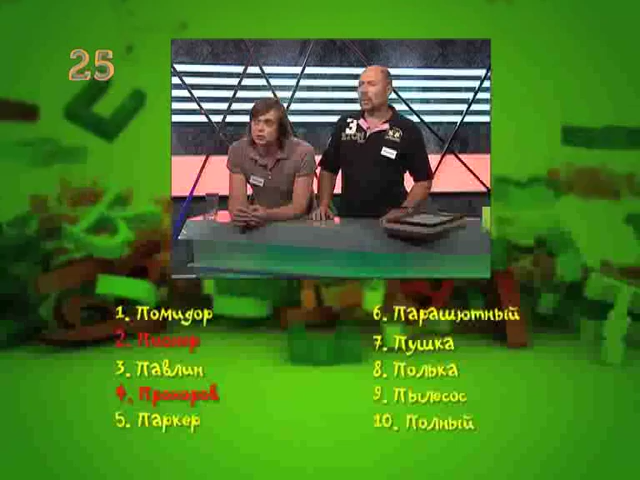 25
1. Помидор
2. Пионер
3. Павлин
4. Прохоров
5. Паркер
6. Парашютный
7. Пушка
8. Полька
9. Пылесос
10. Полный
3